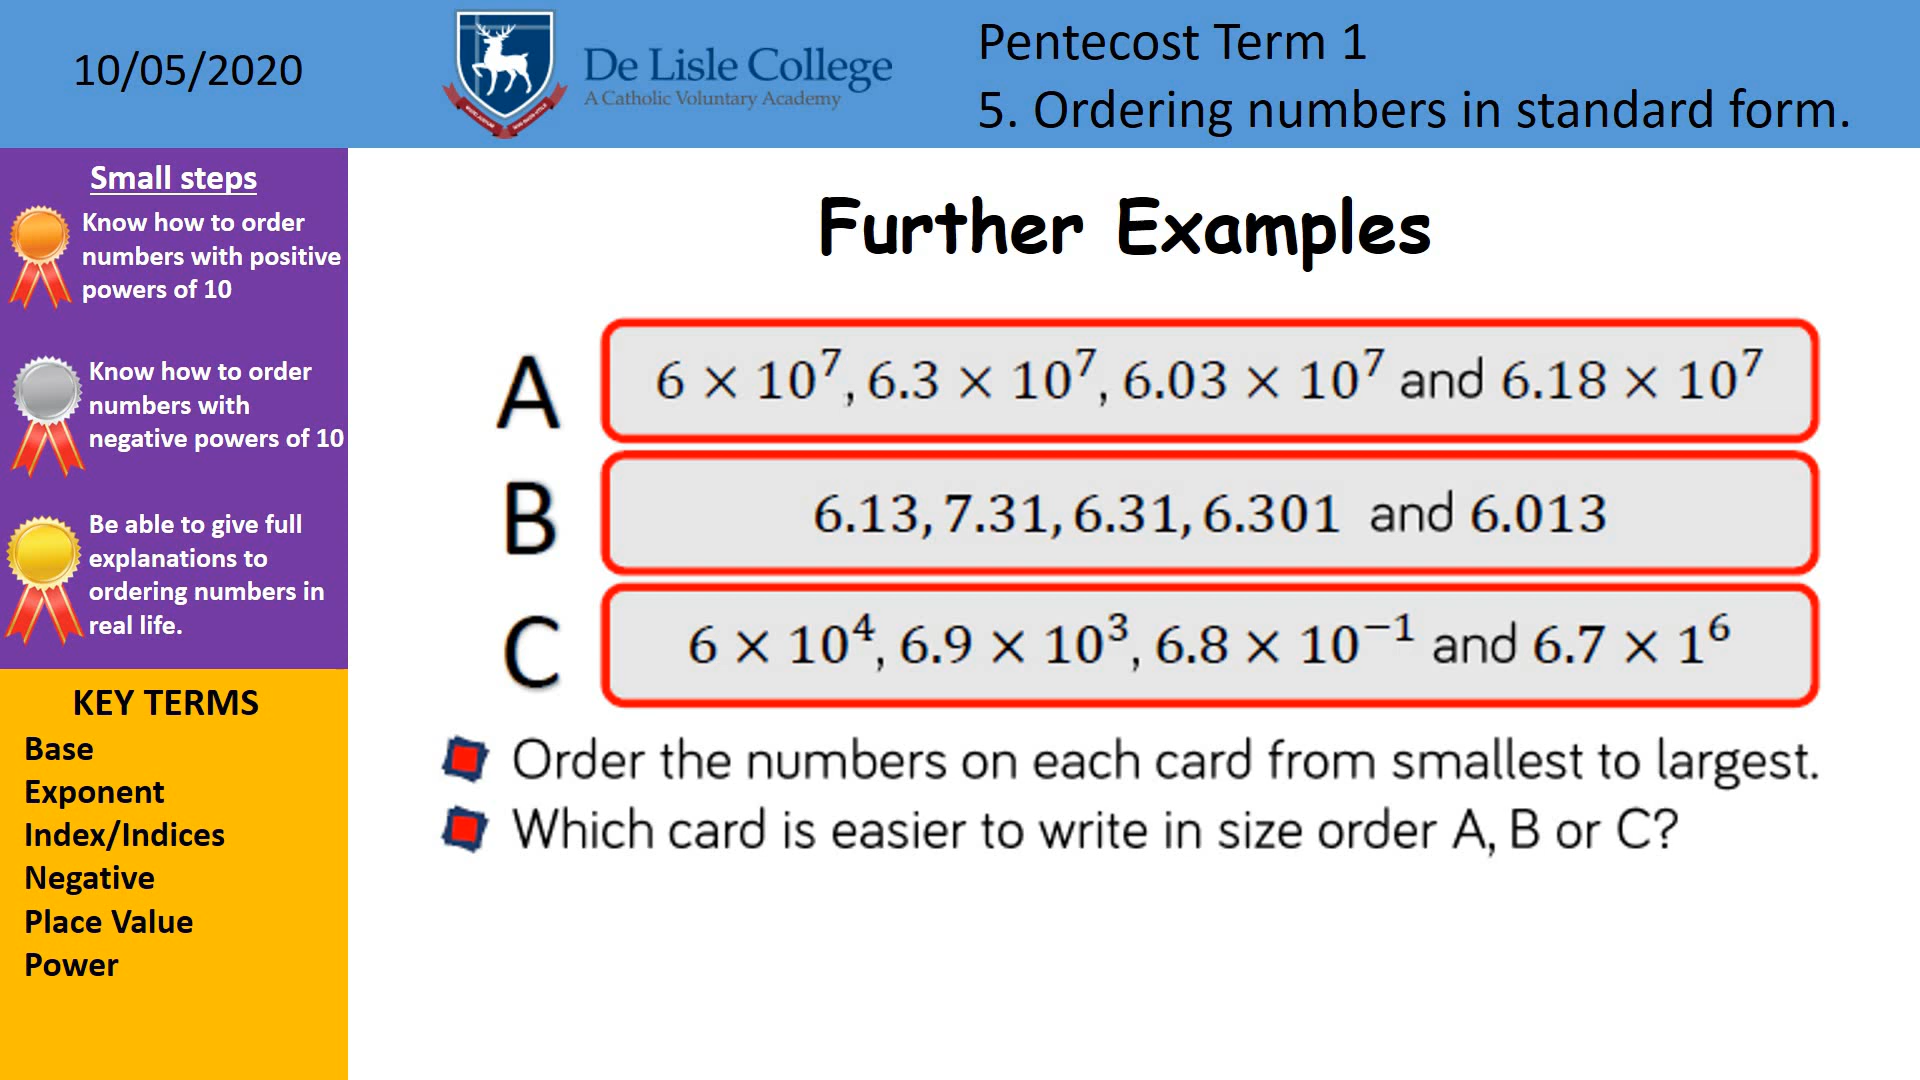 10/05/2020
De Lisle College
A Catholic Voluntary Academy
Pentecost Term 1
5. Ordering numbers in standard form.
Small steps
Know how to order
numbers with positive
powers of 10
Know how to order
numbers with
negative powers of 10
Be able to give full
explanations to
ordering numbers in
real life.
KEY TERMS
Base
Exponent
Index/Indices
Negative
Place Value
Power
Further Examples
A
6 × 10⁷, 6.3 × 10⁷, 6.03 × 10⁷ and 6.18 × 10⁷
B
6.13, 7.31, 6.31, 6.301 and 6.013
C
6 × 10⁴, 6.9 × 10³, 6.8 × 10⁻¹ and 6.7 × 1⁶
Order the numbers on each card from smallest to largest.
Which card is easier to write in size order A, B or C?